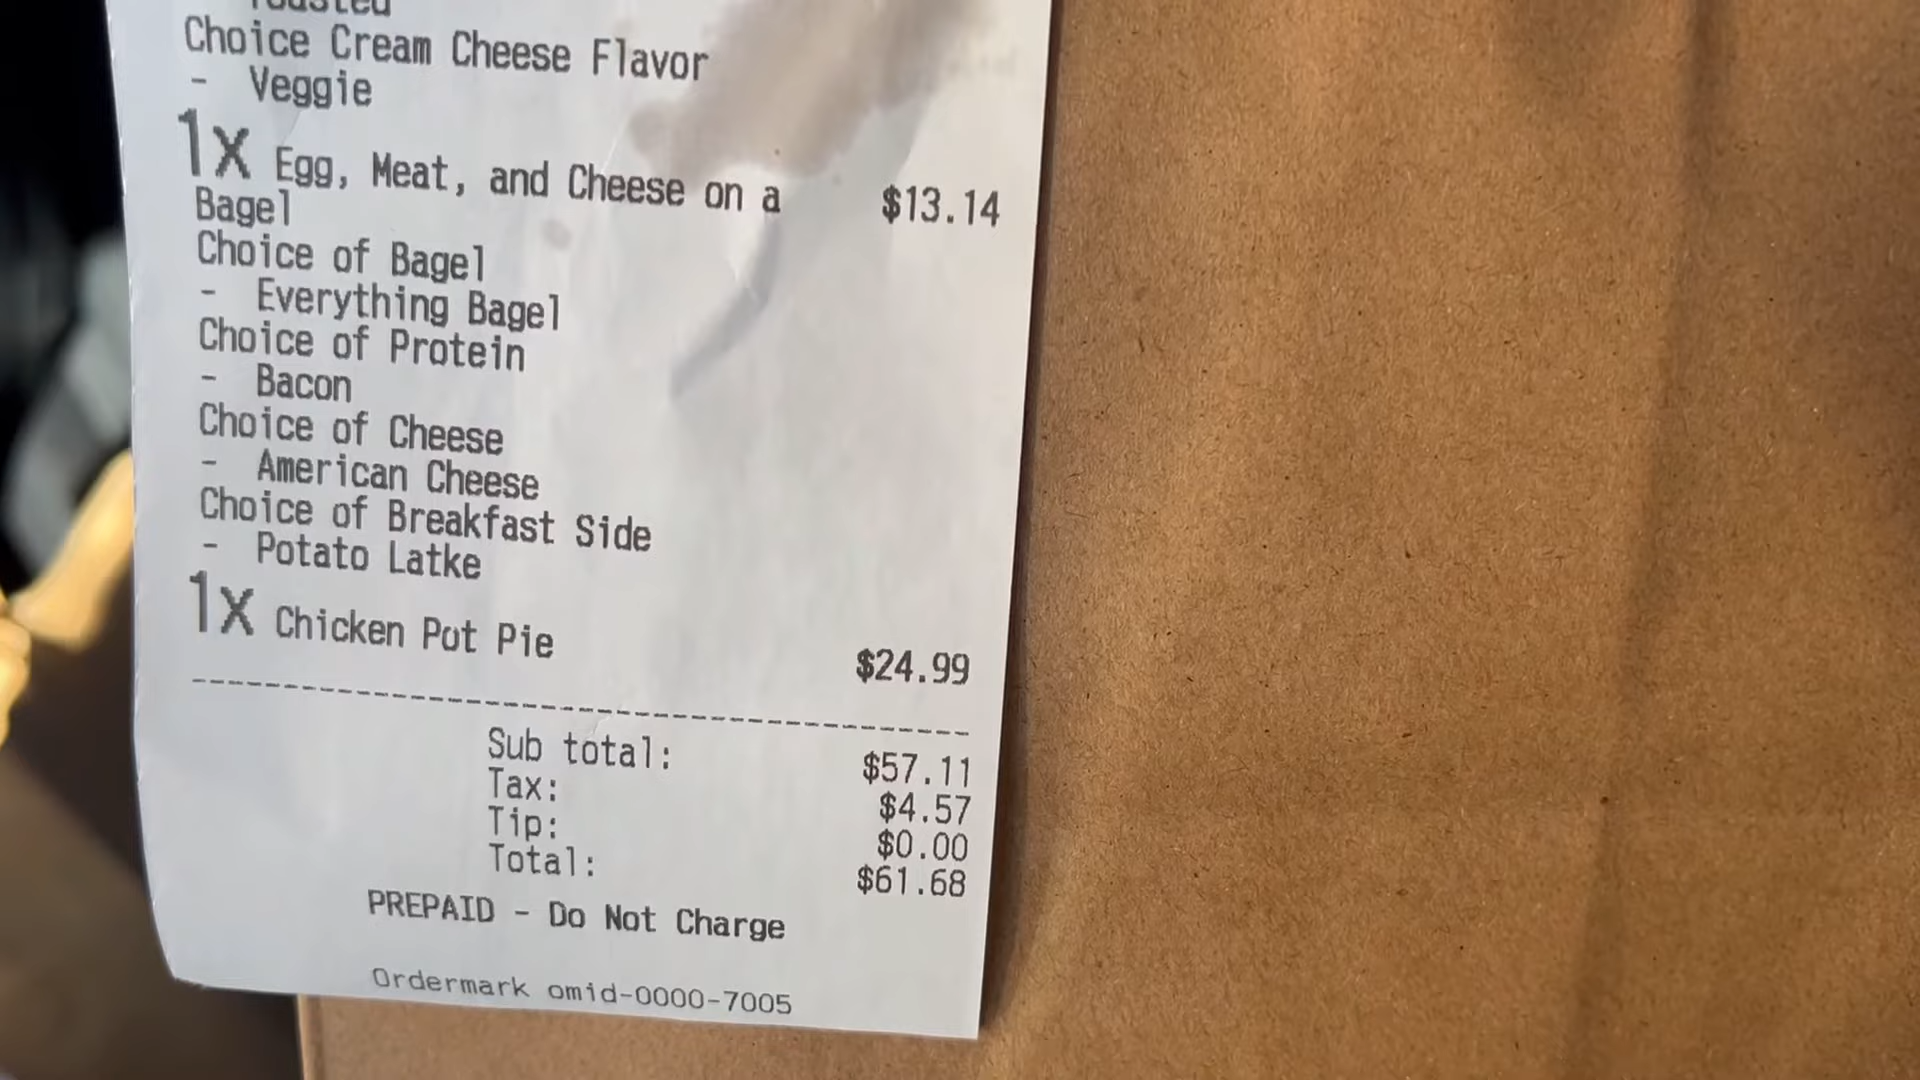 Toasted
Choice Cream Cheese Flavor
- Veggie
1x Egg, Meat, and Cheese on a $13.14
Bagel
Choice of Bagel
- Everything Bagel
Choice of Protein
- Bacon
Choice of Cheese
- American Cheese
Choice of Breakfast Side
- Potato Latke
1x Chicken Pot Pie $24.99
Sub total: $57.11
Tax: $4.57
Tip: $0.00
Total: $61.68
PREPAID - Do Not Charge
Ordermark omid-0000-7005